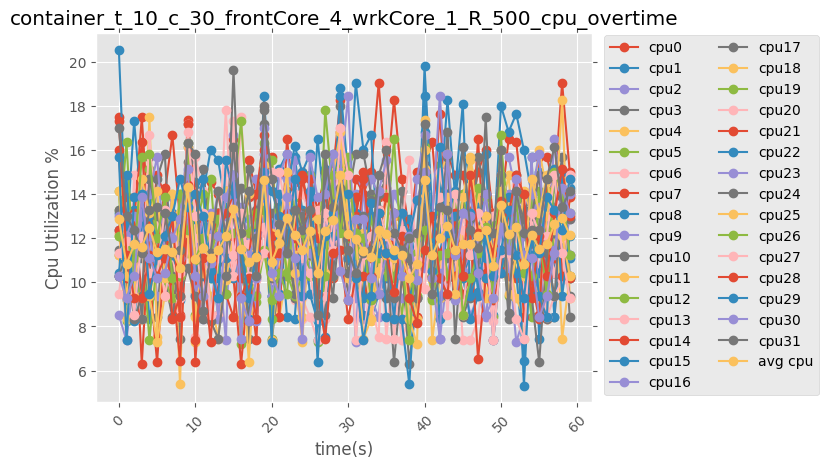 container_t_10_c_30_frontCore_4_wrkCore_1_R_500_cpu_overtime
20
18
16
14
12
10
8
6
Cpu Utilization %
0
10
20
30
40
50
60
time(s)
cpu0
cpu1
cpu2
cpu3
cpu4
cpu5
cpu6
cpu7
cpu8
cpu9
cpu10
cpu11
cpu12
cpu13
cpu14
cpu15
cpu16
cpu17
cpu18
cpu19
cpu20
cpu21
cpu22
cpu23
cpu24
cpu25
cpu26
cpu27
cpu28
cpu29
cpu30
cpu31
avg cpu